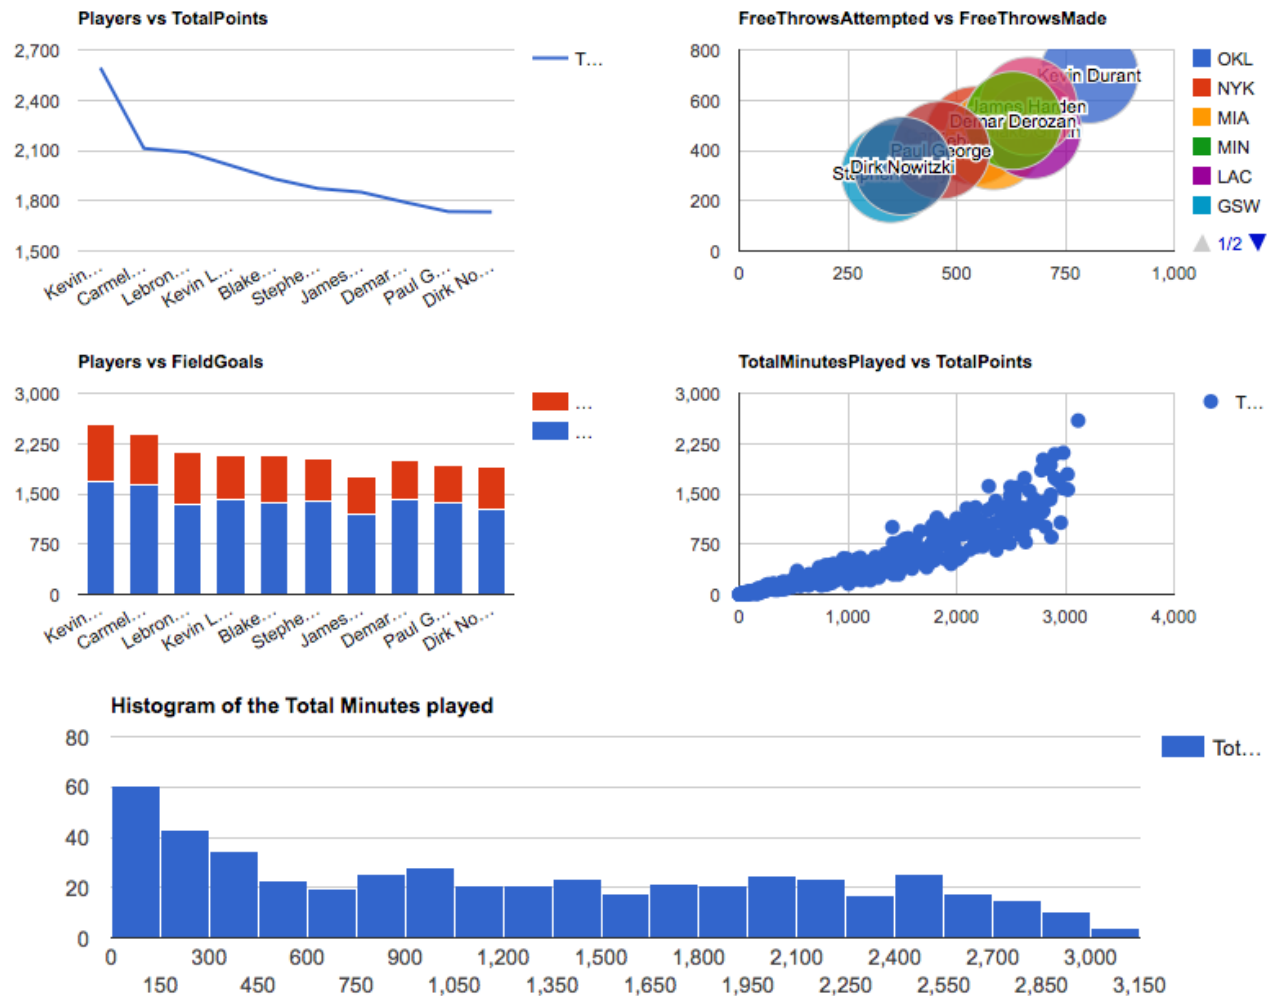 Players vs TotalPoints
2,700
2,400
2,100
1,800
1,500
Kevin...
Carmel...
Lebron...
Kevin L...
Blake...
Stephe...
James...
Demar...
Paul G...
Dirk No...
T...
FreeThrowsAttempted vs FreeThrowsMade
800
600
400
200
0
0
250
500
750
1,000
Kevin Durant
James Harden
Demar Derozan
Paul George
Dirk Nowitzki
OKL
NYK
MIA
MIN
LAC
GSW
1/2
Players vs FieldGoals
3,000
2,250
1,500
750
0
Kevin...
Carmel...
Lebron...
Kevin L...
Blake...
Stephe...
James...
Demar...
Paul G...
Dirk No...
...
...
TotalMinutesPlayed vs TotalPoints
3,000
2,250
1,500
750
0
0
1,000
2,000
3,000
4,000
T...
Histogram of the Total Minutes played
80
60
40
20
0
0
300
600
900
1,200
1,500
1,800
2,100
2,400
2,700
3,000
150
450
750
1,050
1,350
1,650
1,950
2,250
2,550
2,850
3,150
Tot...